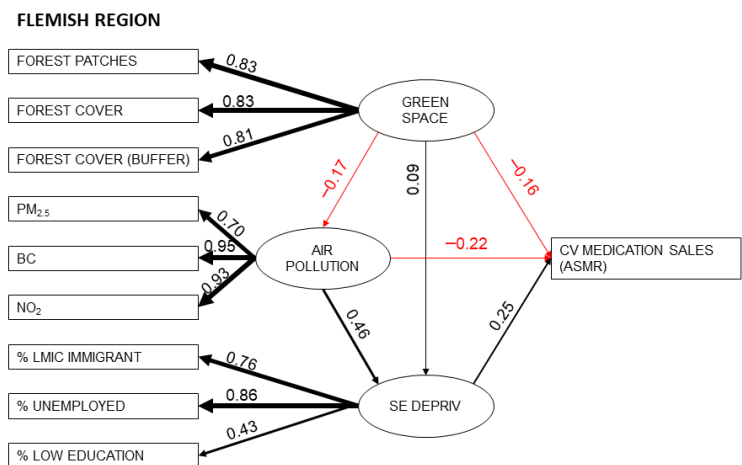 FLEMISH REGION
FOREST PATCHES
0.83
FOREST COVER
0.83
GREEN
SPACE
FOREST COVER (BUFFER)
0.81
−0.17
0.09
−0.16
PM2.5
0.70
BC
0.95
AIR
POLLUTION
−0.22
CV MEDICATION SALES
(ASMR)
NO2
0.93
0.46
0.25
% LMIC IMMIGRANT
0.76
% UNEMPLOYED
0.86
SE DEPRIV
% LOW EDUCATION
0.43